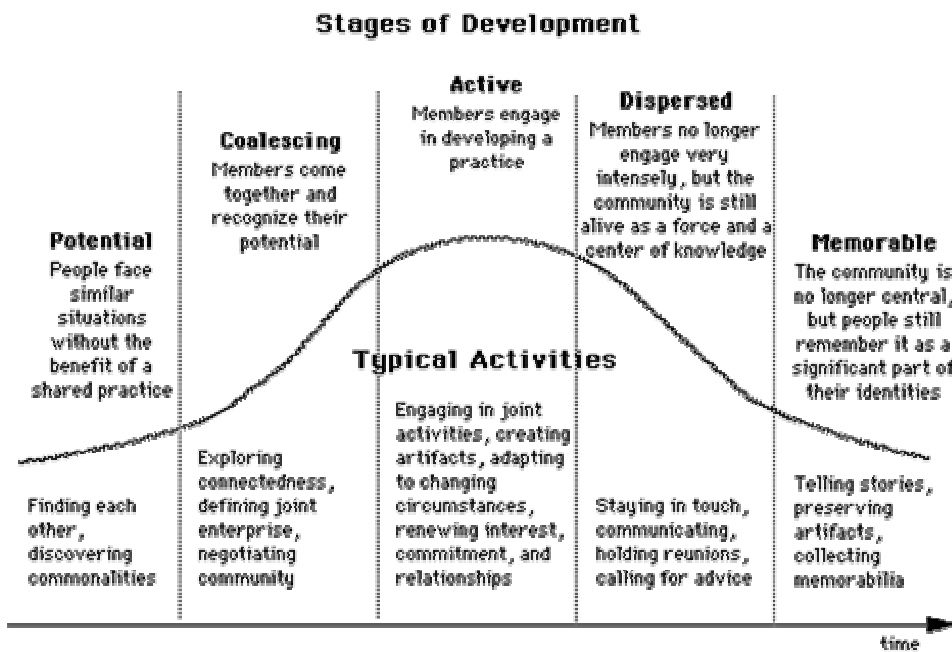 Stages of Development
Potential
People face
similar
situations
without the
benefit of a
shared practice
Coalescing
Members come
together and
recognize their
potential
Active
Members engage
in developing a
practice
Dispersed
Members no longer
engage very
intensely, but the
community is still
alive as a force and a
center of knowledge
Memorable
The community is
no longer central,
but people still
remember it as a
significant part of
their identities
Typical Activities
Finding each
other,
discovering
commonalities
Exploring
connectedness,
defining joint
enterprise,
negotiating
community
Engaging in joint
activities, creating
artifacts, adapting
to changing
circumstances,
renewing interest,
commitment, and
relationships
Staying in touch,
communicating,
holding reunions,
calling for advice
Telling stories,
preserving
artifacts,
collecting
memorabilia
time